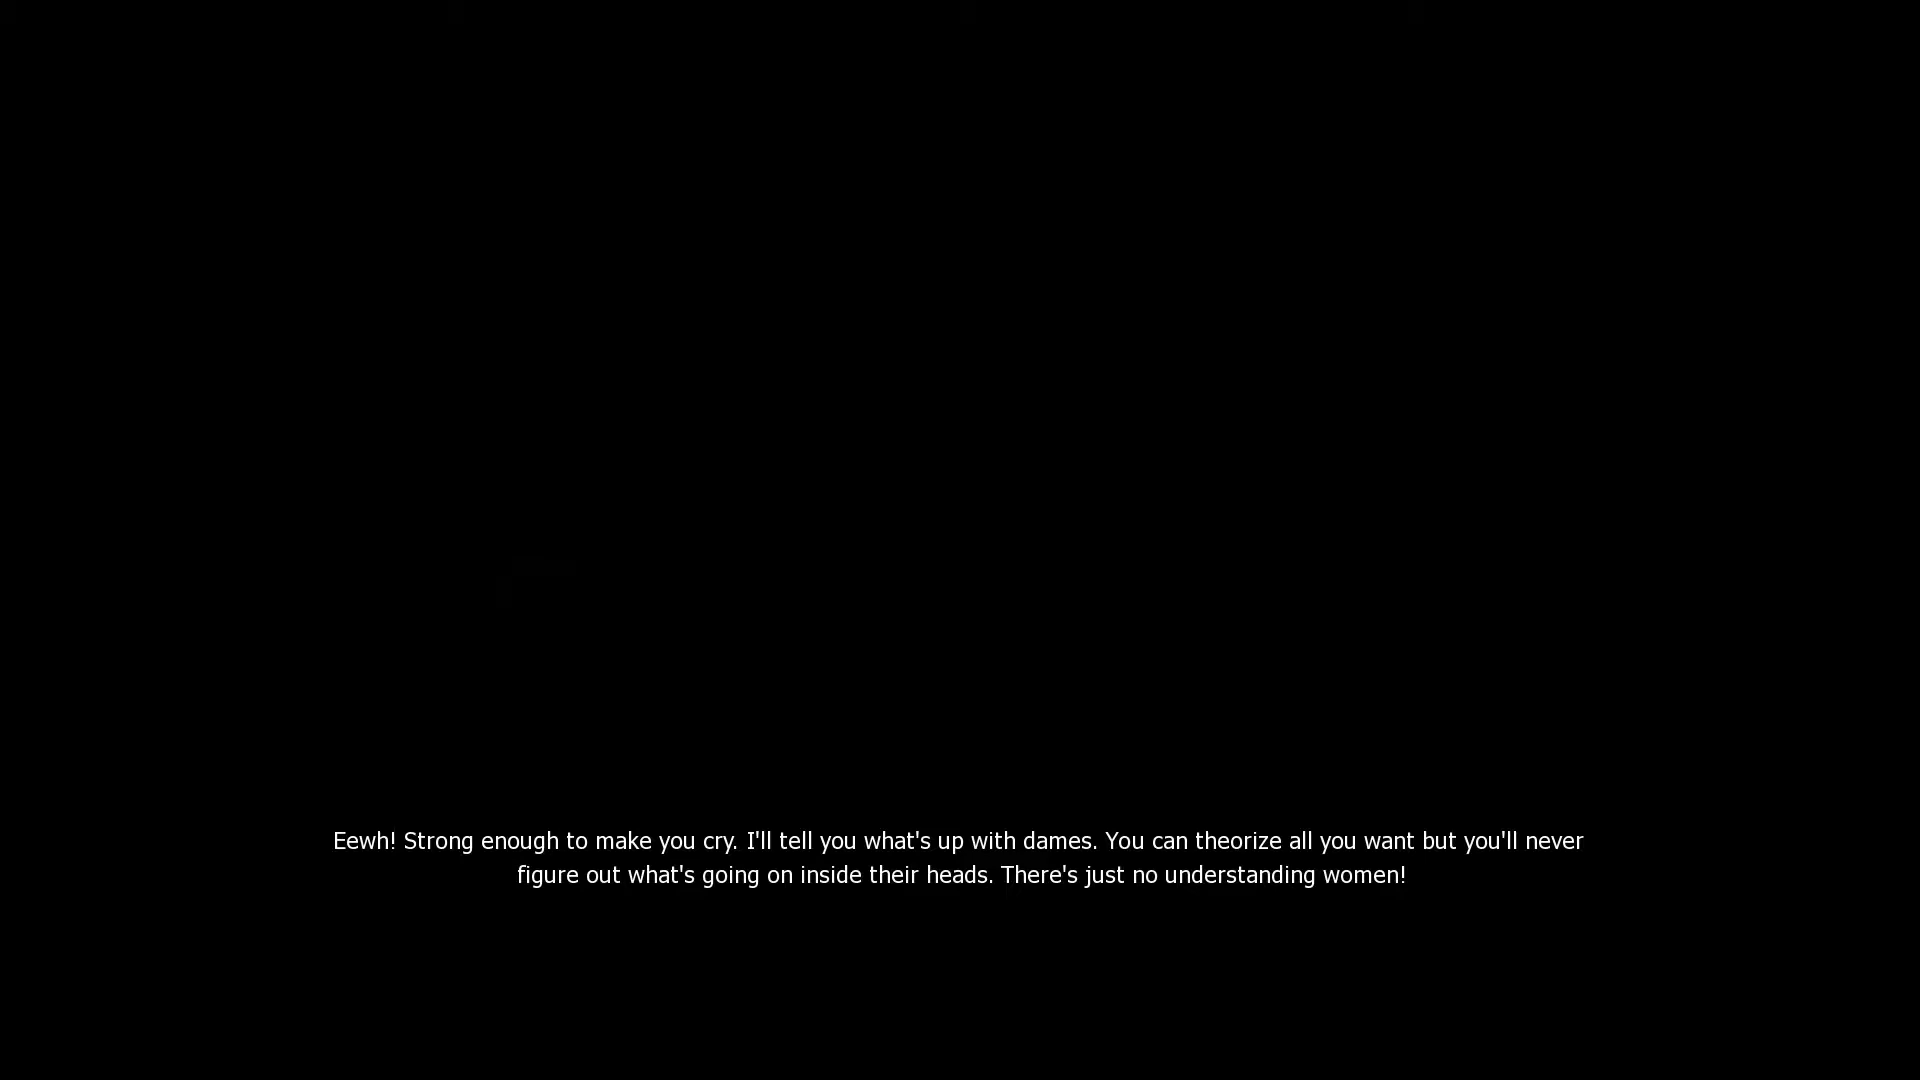 Eewh! Strong enough to make you cry. I'll tell you what's up with dames. You can theorize all you want but you'll never
figure out what's going on inside their heads. There's just no understanding women!